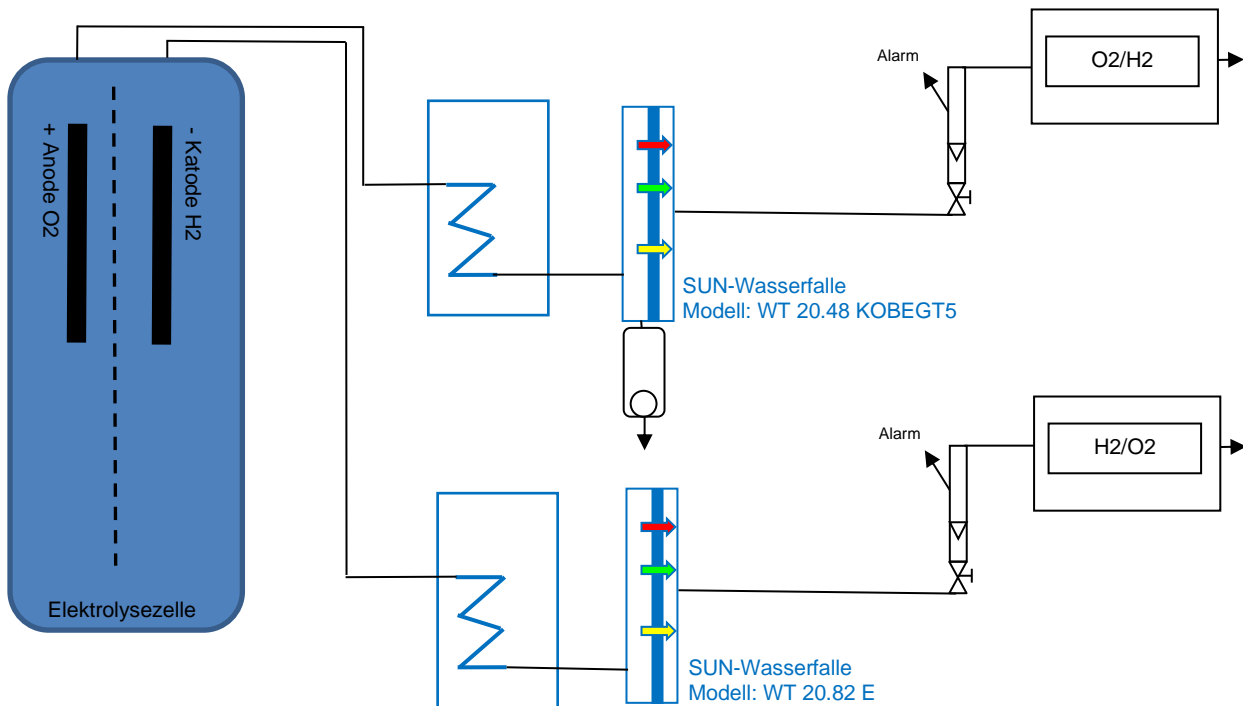 + Anode O2
- Katode H2
Elektrolysezelle
Alarm
O2/H2
SUN-Wasserfalle
Modell: WT 20.48 KOBEGT5
Alarm
H2/O2
SUN-Wasserfalle
Modell: WT 20.82 E